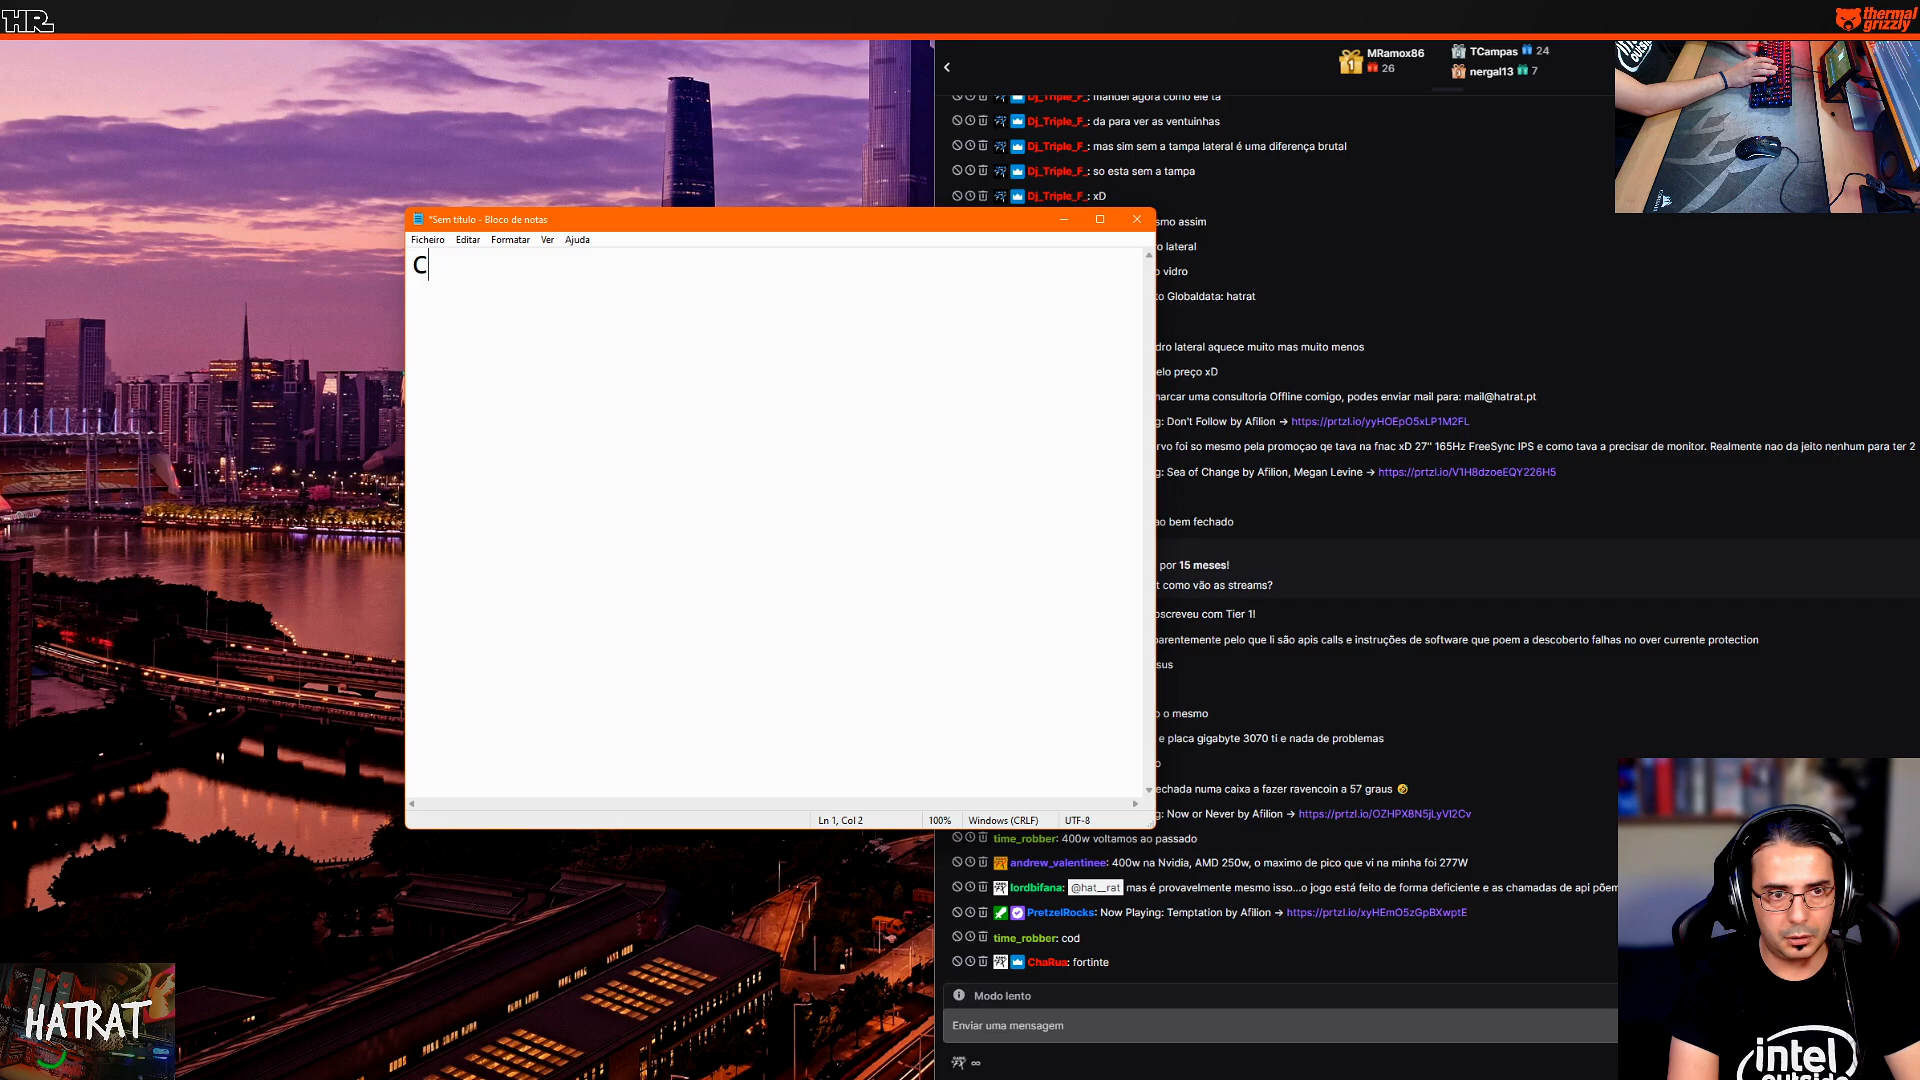 HR
thermal
grizzly
MRamox86
26
TCampas 24
nergal13 7
Dj_Triple_F_: mandei agora como ele ta
Dj_Triple_F_: da para ver as ventuinhas
Dj_Triple_F_: mas sim sem a tampa lateral é uma diferença brutal
Dj_Triple_F_: so esta sem a tampa
Dj_Triple_F_: xD
*Sem título - Bloco de notas
Ficheiro Editar Formatar Ver Ajuda
C
Ln 1, Col 2 100% Windows (CRLF) UTF-8
smo assim
o lateral
o vidro
to Globaldata: hatrat
dro lateral aquece muito mas muito menos
elo preço xD
narcar uma consultoria Offline comigo, podes enviar mail para: mail@hatrat.pt
g: Don't Follow by Afilion → https://prtzl.io/yyHOEpO5xLP1M2FL
rvo foi so mesmo pela promoçao qe tava na fnac xD 27" 165Hz FreeSync IPS e como tava a precisar de monitor. Realmente nao da jeito nenhum para ter 2
g: Sea of Change by Afilion, Megan Levine → https://prtzl.io/V1H8dzoeEQY226H5
ao bem fechado
por 15 meses!
t como vão as streams?
oscreveu com Tier 1!
parentemente pelo que li são apis calls e instruções de software que poem a descoberto falhas no over current protection
sus
o o mesmo
e placa gigabyte 3070 ti e nada de problemas
o
echada numa caixa a fazer ravencoin a 57 graus
g: Now or Never by Afilion → https://prtzl.io/OZHPX8N5jLyVl2Cv
time_robber: 400w voltamos ao passado
andrew_valentinee: 400w na Nvidia, AMD 250w, o maximo de pico que vi na minha foi 277W
lordbifana: @hat__rat mas é provavelmente mesmo isso...o jogo está feito de forma deficiente e as chamadas de api põem
PretzelRocks: Now Playing: Temptation by Afilion → https://prtzl.io/xyHEmO5zGpBXwptE
time_robber: cod
ChaRua: fortinte
Modo lento
Enviar uma mensagem
∞
HATRAT
intel
outside